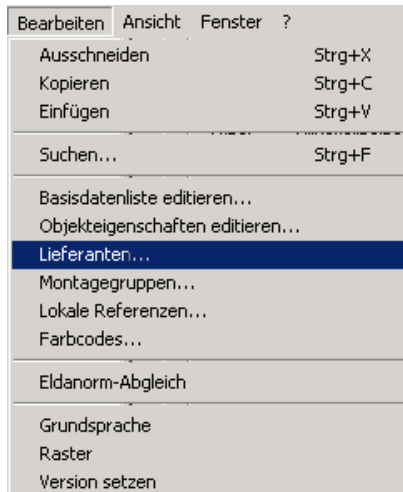 Bearbeiten Ansicht Fenster ?
Ausschneiden Strg+X
Kopieren Strg+C
Einfügen Strg+V
Suchen... Strg+F
Basisdatenliste editieren...
Objekteigenschaften editieren...
Lieferanten...
Montagegruppen...
Lokale Referenzen...
Farbcodes...
Eldanorm-Abgleich
Grundsprache
Raster
Version setzen